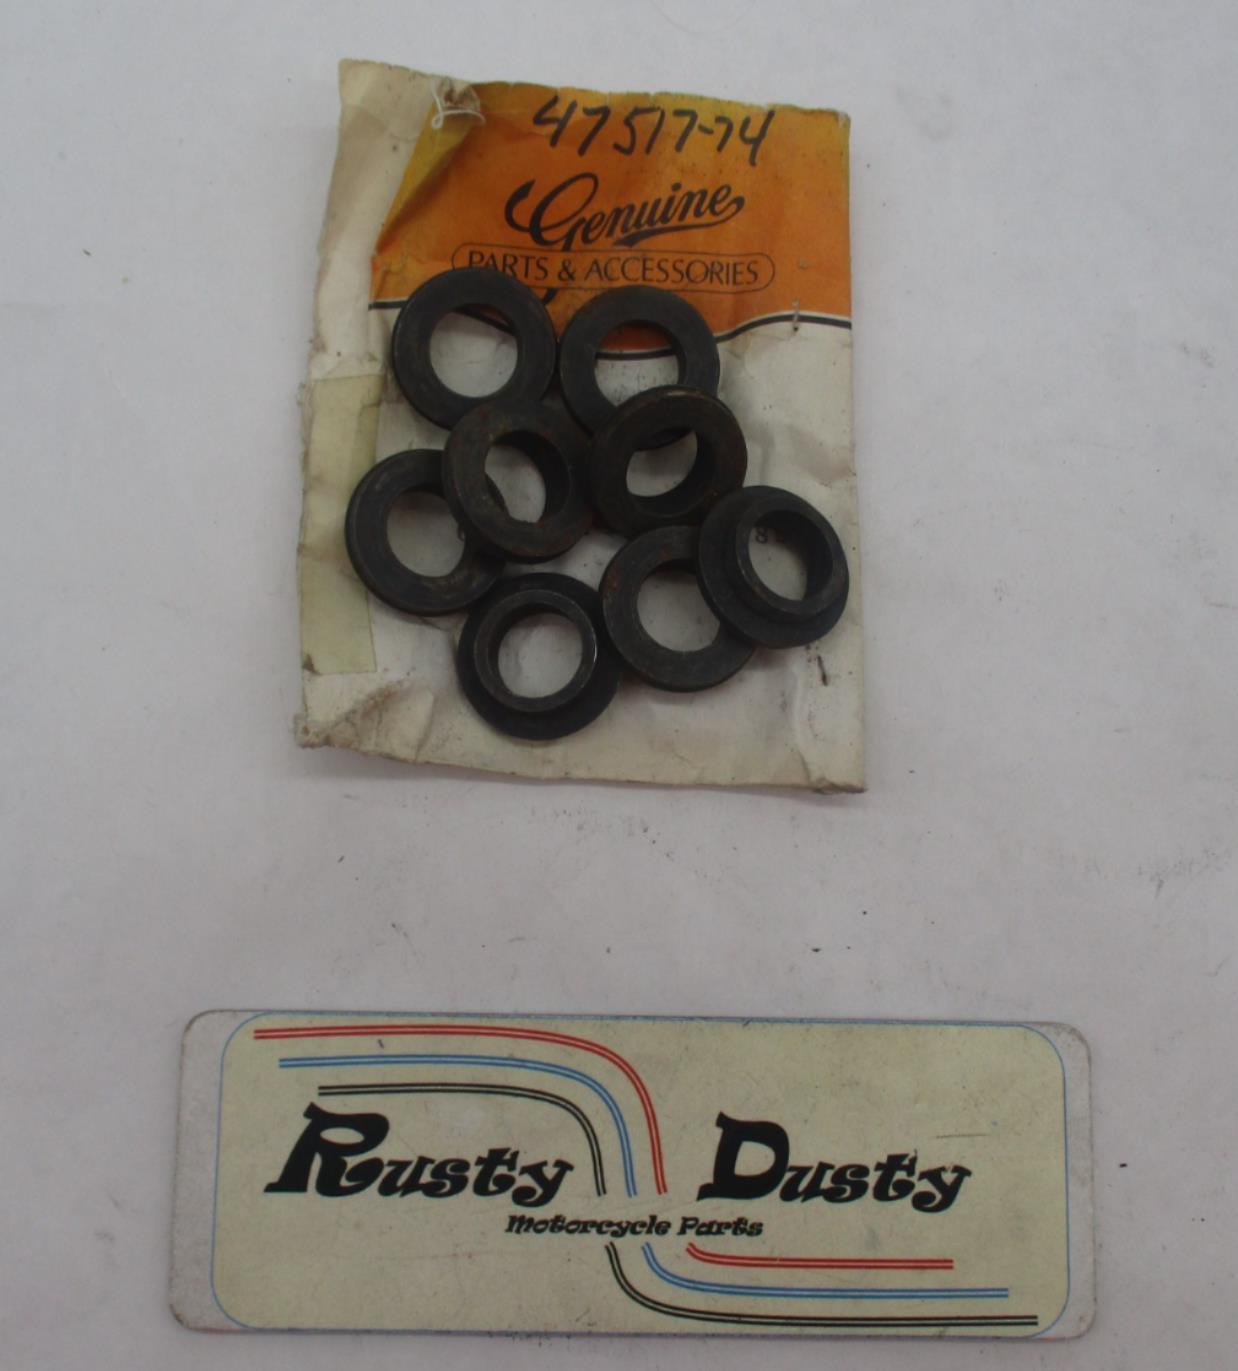 47517-74
Genuine
PARTS & ACCESSORIES
Rusty Dusty
Motorcycle Parts